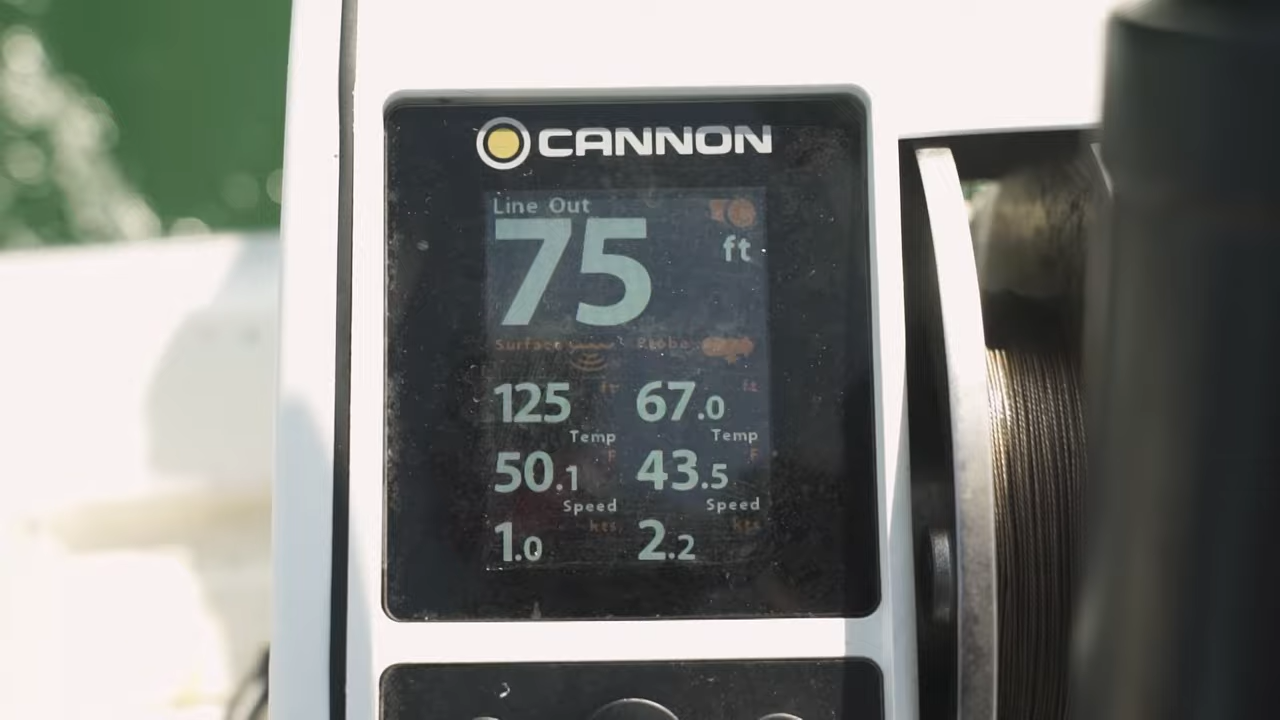 CANNON
Line Out
75 ft
Surface Probe
125 ft 67.0 ft
Temp Temp
50.1 F 43.5 F
Speed Speed
1.0 kts 2.2 kts